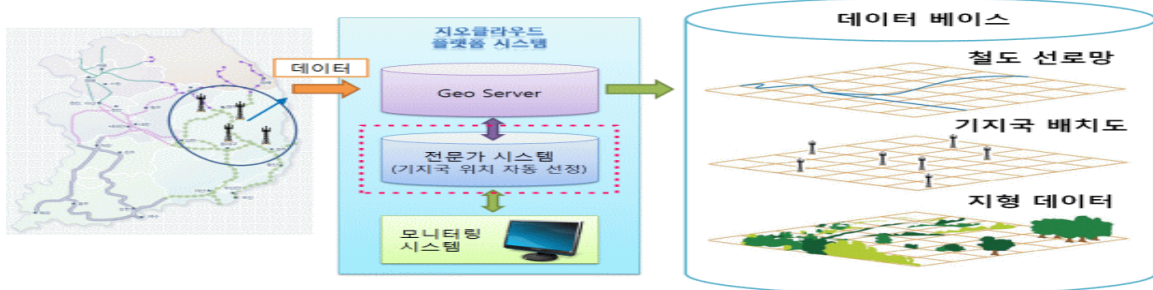 지오클라우드
플랫폼 시스템
데이터
Geo Server
전문가 시스템
(기지국 위치 자동 선정)
모니터링
시스템
데이터 베이스
철도 선로망
기지국 배치도
지형 데이터